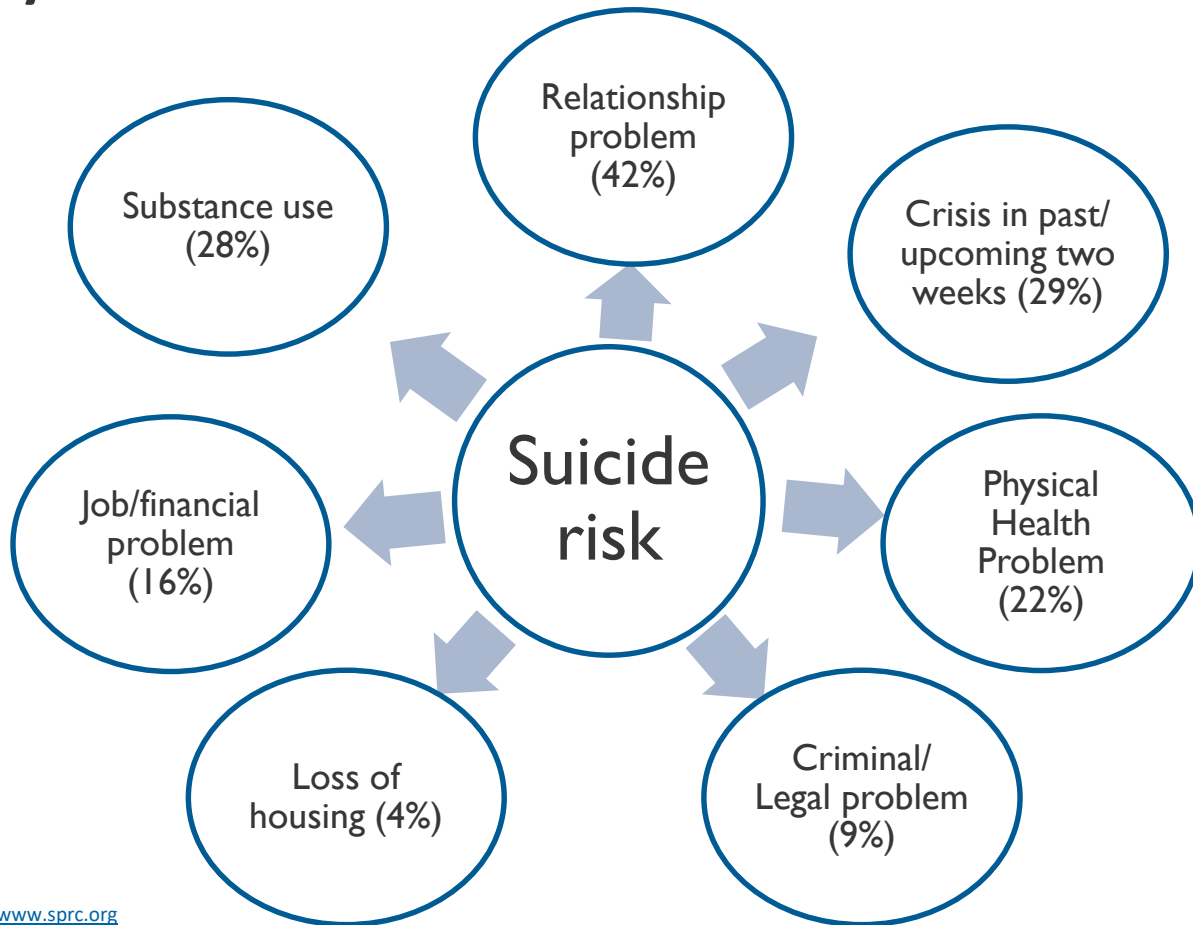 Relationship
problem
(42%)
Crisis in past/
upcoming two
weeks (29%)
Physical
Health
Problem
(22%)
Criminal/
Legal problem
(9%)
Loss of
housing (4%)
Job/financial
problem
(16%)
Substance use
(28%)
Suicide
risk
www.sprc.org